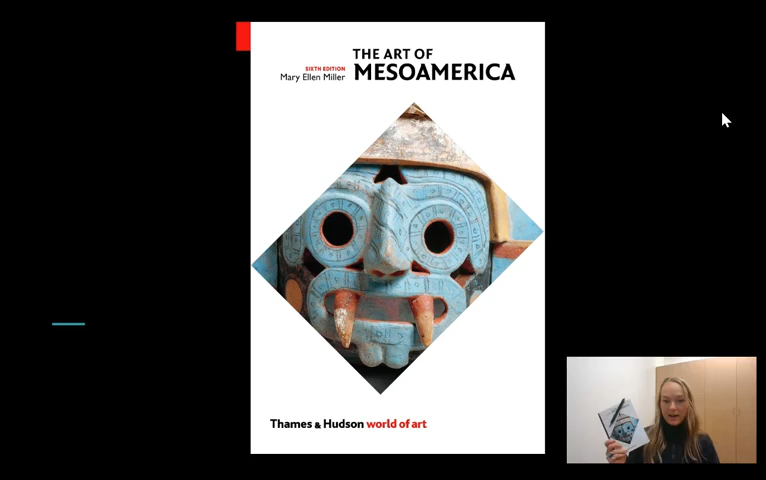 THE ART OF
SIXTH EDITION
Mary Ellen Miller
MESOAMERICA
Thames & Hudson world of art